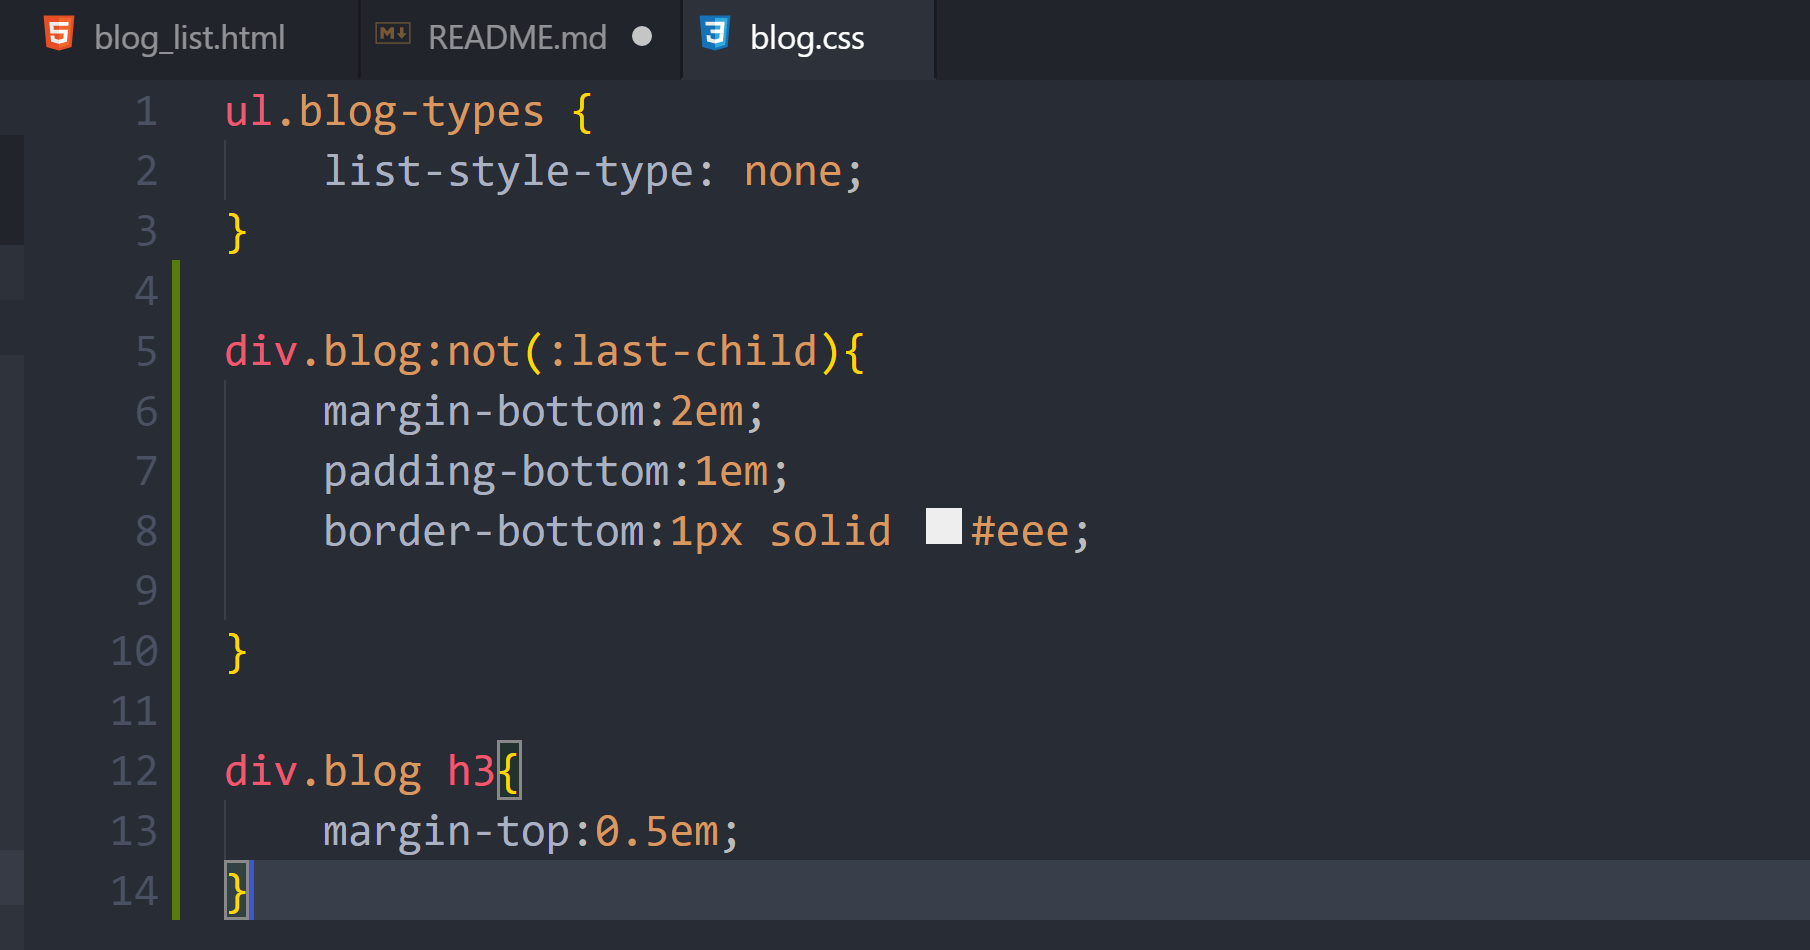 blog_list.html README.md blog.css
1 ul.blog-types {
2     list-style-type: none;
3 }
4
5 div.blog:not(:last-child){
6     margin-bottom:2em;
7     padding-bottom:1em;
8     border-bottom:1px solid #eee;
9
10 }
11
12 div.blog h3{
13     margin-top:0.5em;
14 }